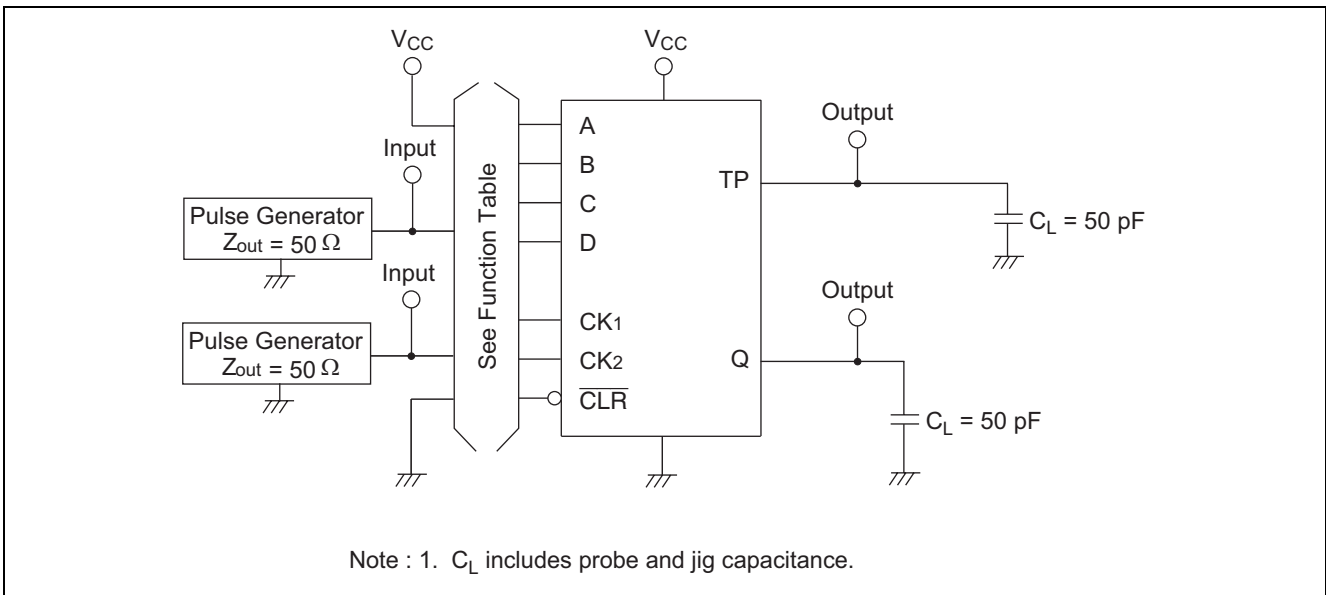 VCC
VCC
Output
Input
A
B
C
D
TP
Pulse Generator
Zout = 50 Ω
CL = 50 pF
Input
See Function Table
Output
Pulse Generator
Zout = 50 Ω
CK1
CK2
CLR
Q
CL = 50 pF
Note : 1. CL includes probe and jig capacitance.